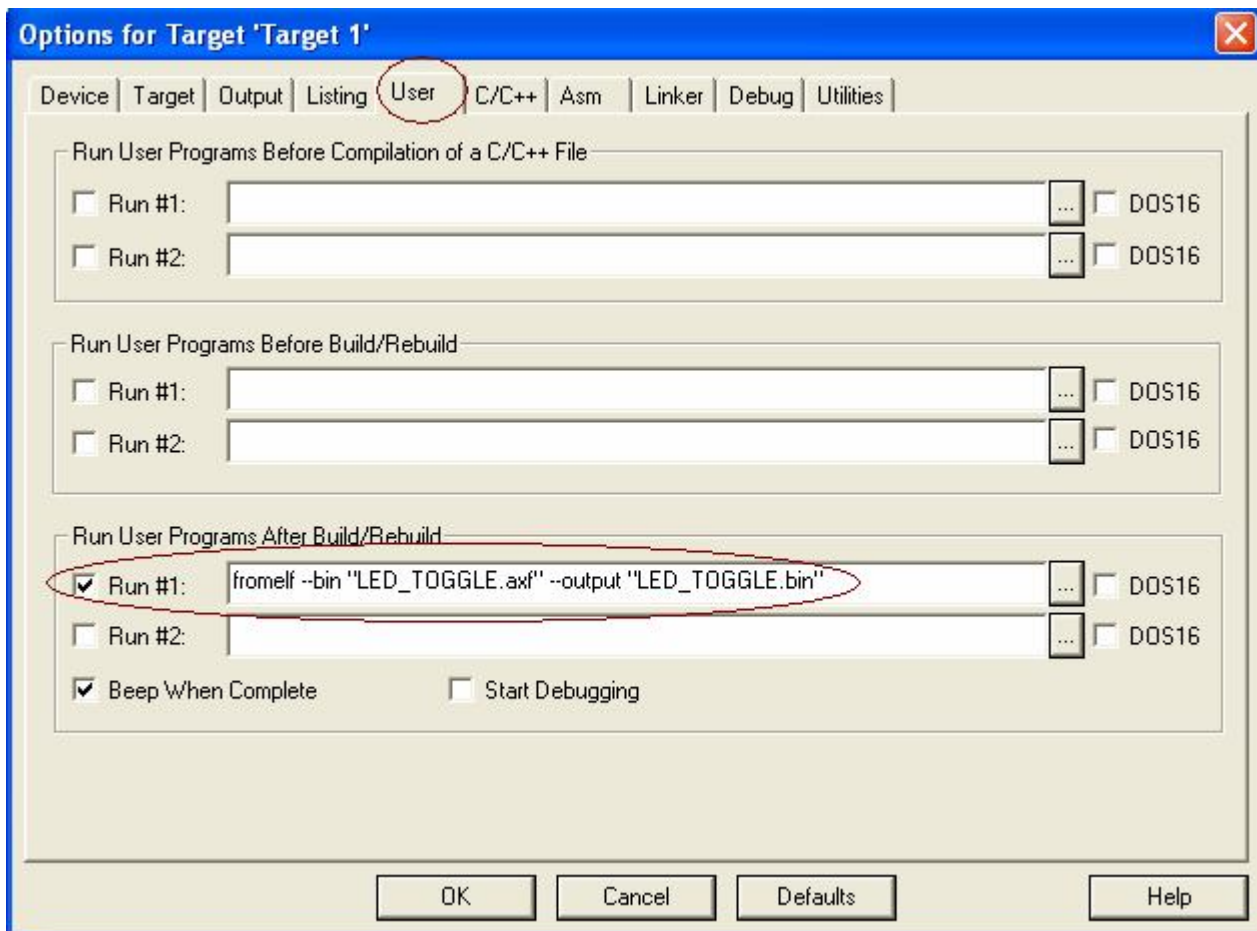 Options for Target 'Target 1'
Device Target Output Listing User C/C++ Asm Linker Debug Utilities
Run User Programs Before Compilation of a C/C++ File
Run #1: ... DOS16
Run #2: ... DOS16
Run User Programs Before Build/Rebuild
Run #1: ... DOS16
Run #2: ... DOS16
Run User Programs After Build/Rebuild
Run #1: fromelf --bin "LED_TOGGLE.axf" --output "LED_TOGGLE.bin" ... DOS16
Run #2: ... DOS16
Beep When Complete Start Debugging
OK Cancel Defaults Help